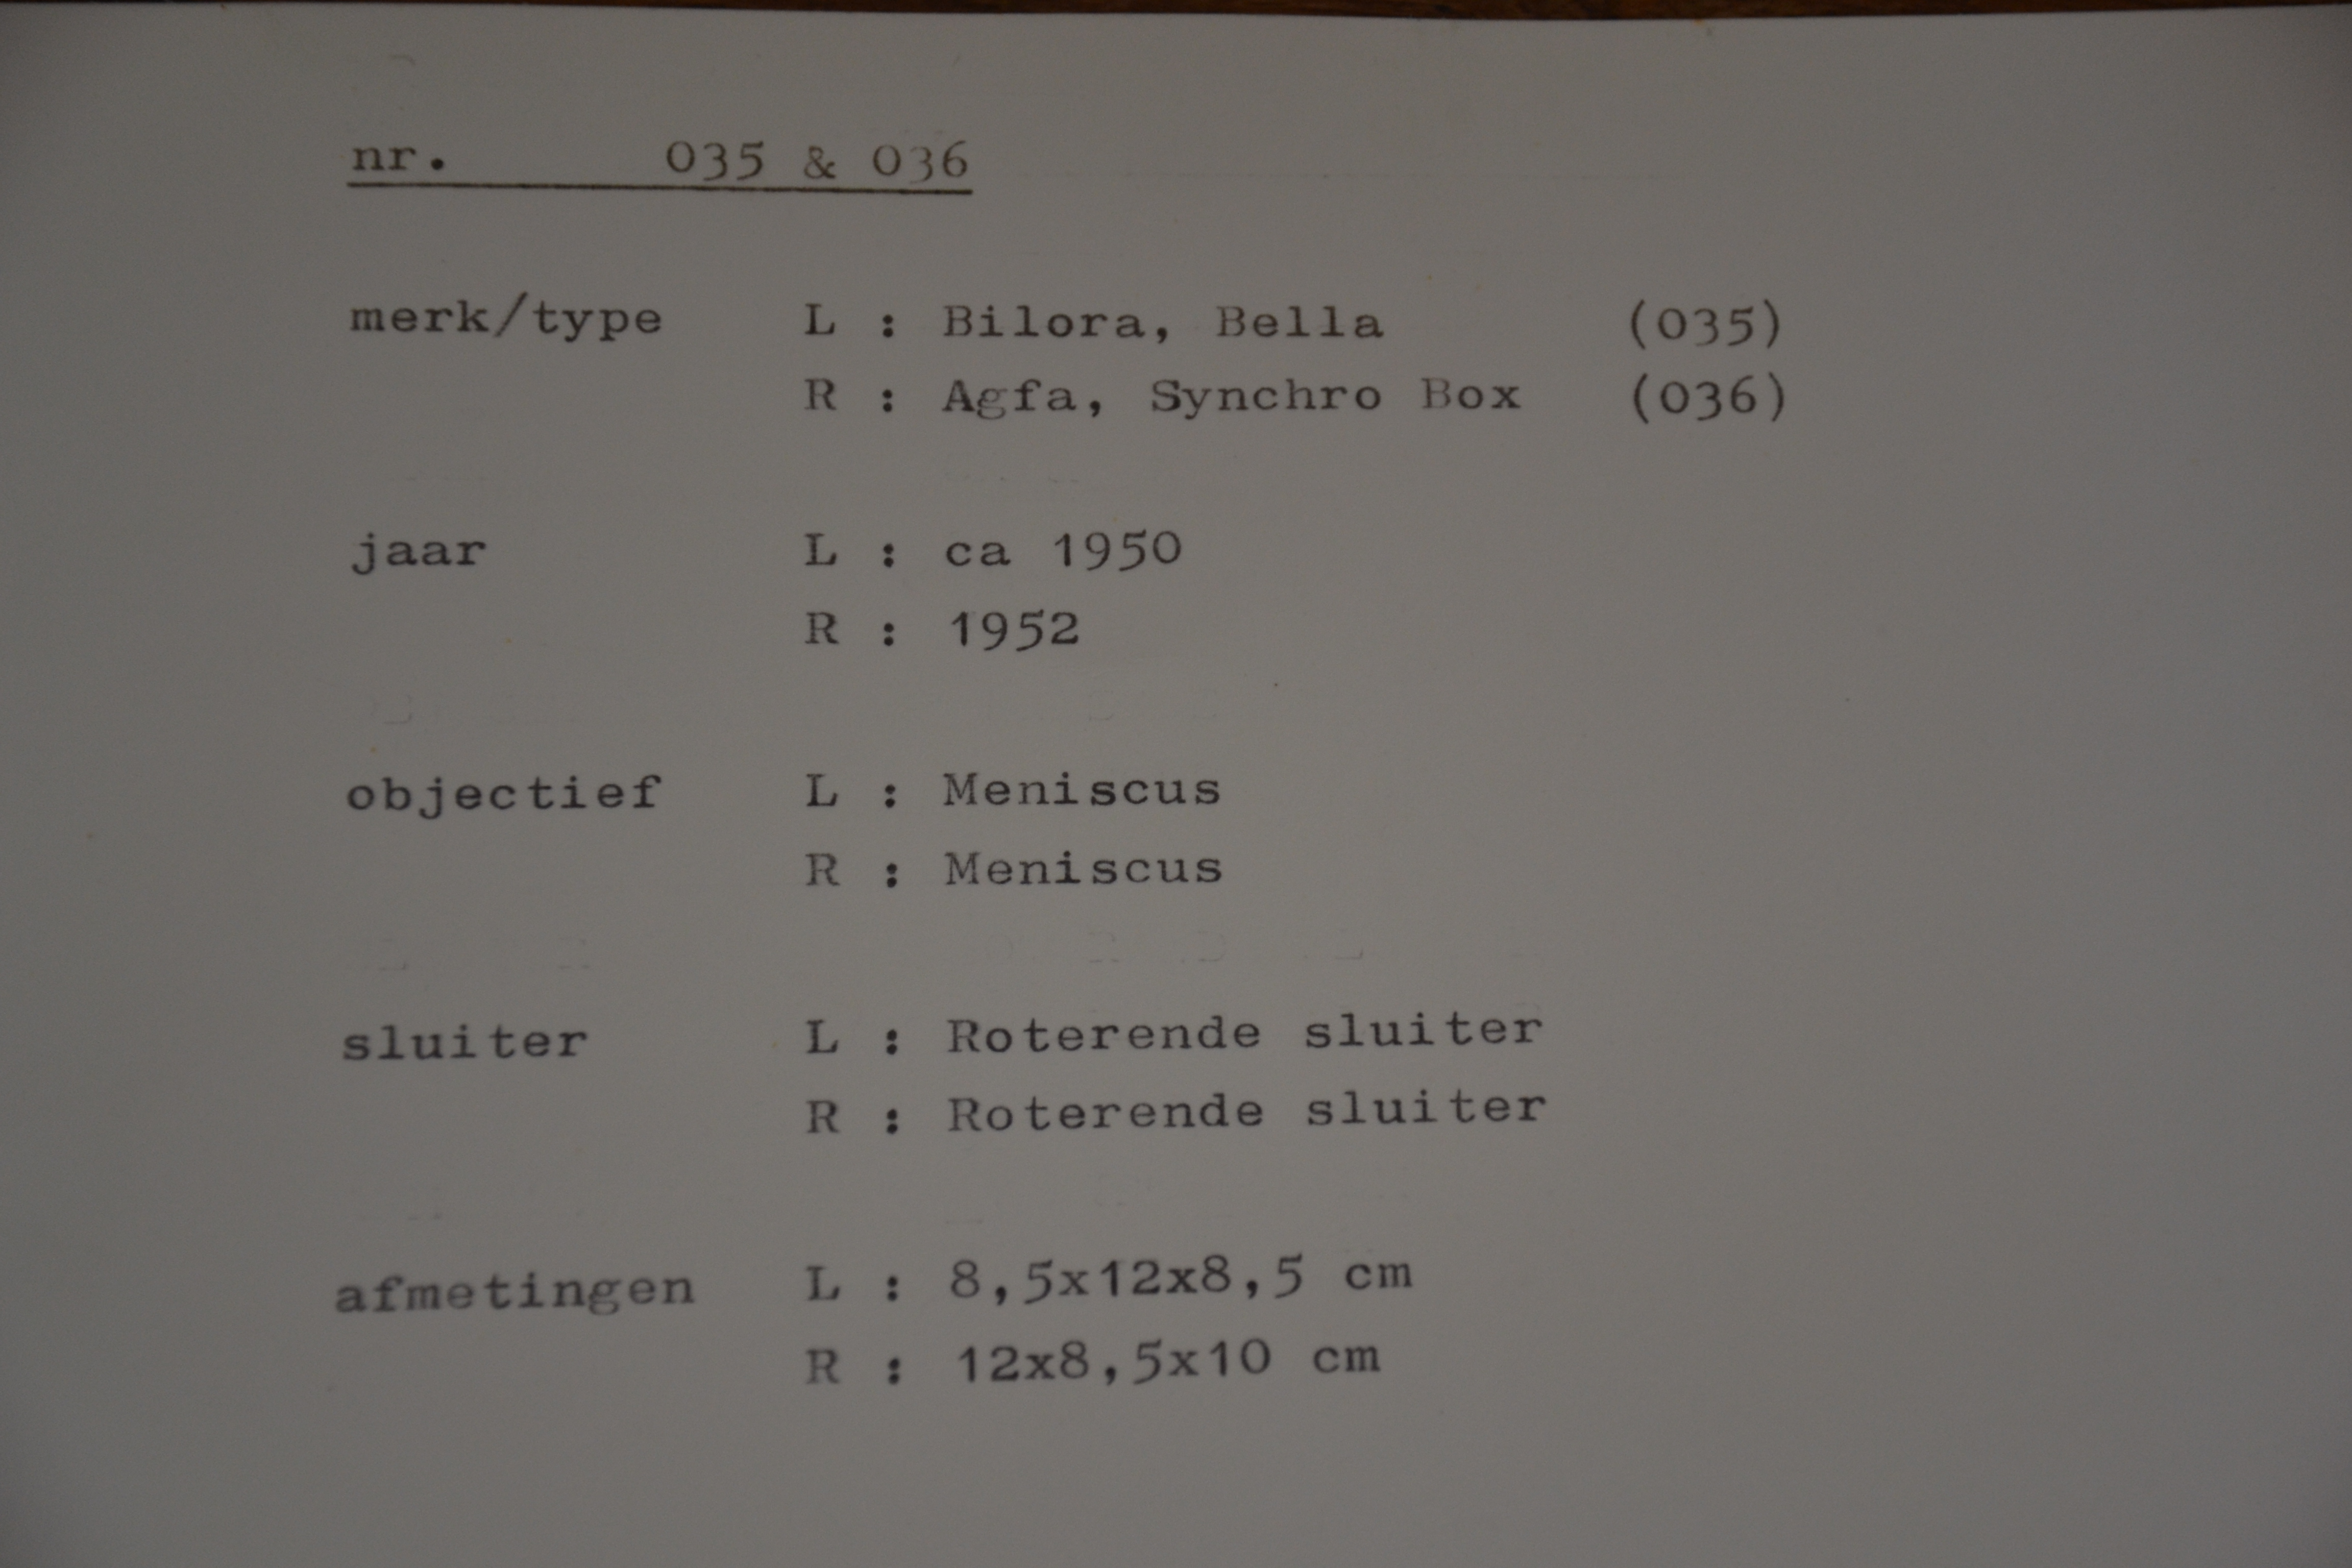 nr. 035 & 036
merk/type L : Bilora, Bella (035)
R : Agfa, Synchro Box (036)
jaar L : ca 1950
R : 1952
objectief L : Meniscus
R : Meniscus
sluiter L : Roterende sluiter
R : Roterende sluiter
afmetingen L : 8,5x12x8,5 cm
R : 12x8,5x10 cm